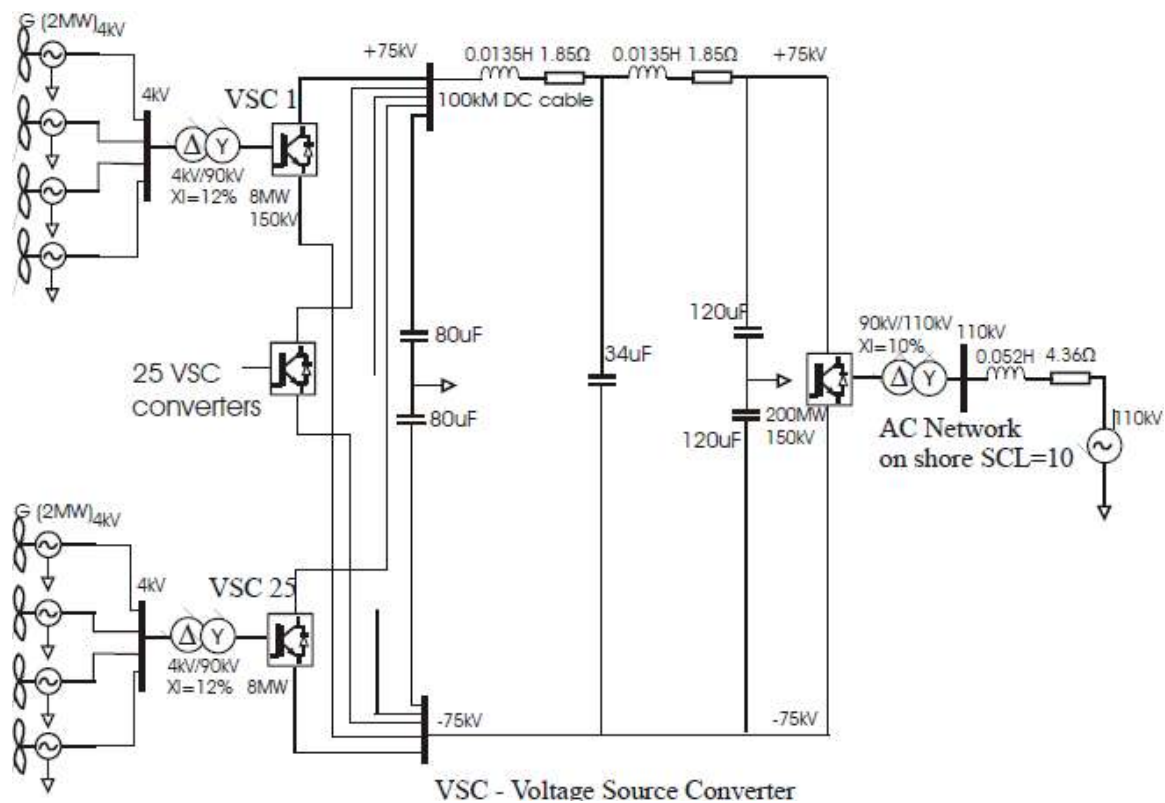 G (2MW) 4kV
4kV
VSC 1
Δ Y
4kV/90kV
Xl=12% 8MW
150kV
+75kV
0.0135H 1.85Ω
0.0135H 1.85Ω
+75kV
100kM DC cable
25 VSC
converters
80uF
80uF
34uF
120uF
120uF
200MW
150kV
90kV/110kV
Xl=10%
Δ Y
110kV
0.052H 4.36Ω
110kV
AC Network
on shore SCL=10
G (2MW) 4kV
4kV
VSC 25
Δ Y
4kV/90kV
Xl=12% 8MW
-75kV
-75kV
VSC - Voltage Source Converter